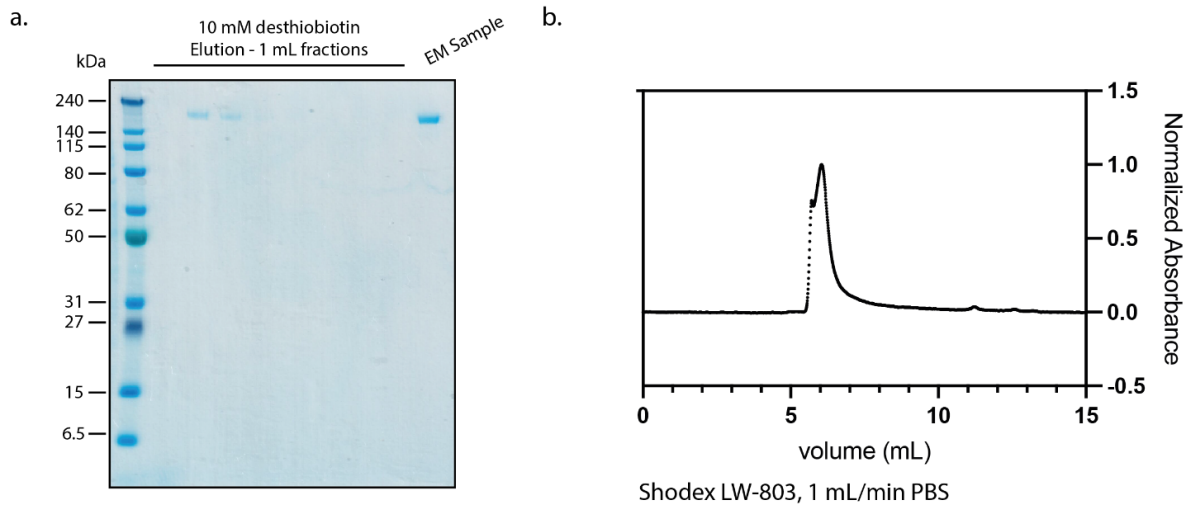 a.
10 mM desthiobiotin
Elution - 1 mL fractions
EM Sample
kDa
240
140
115
80
62
50
31
27
15
6.5
b.
1.5
1.0
0.5
0.0
-0.5
Normalized Absorbance
0
5
10
15
volume (mL)
Shodex LW-803, 1 mL/min PBS